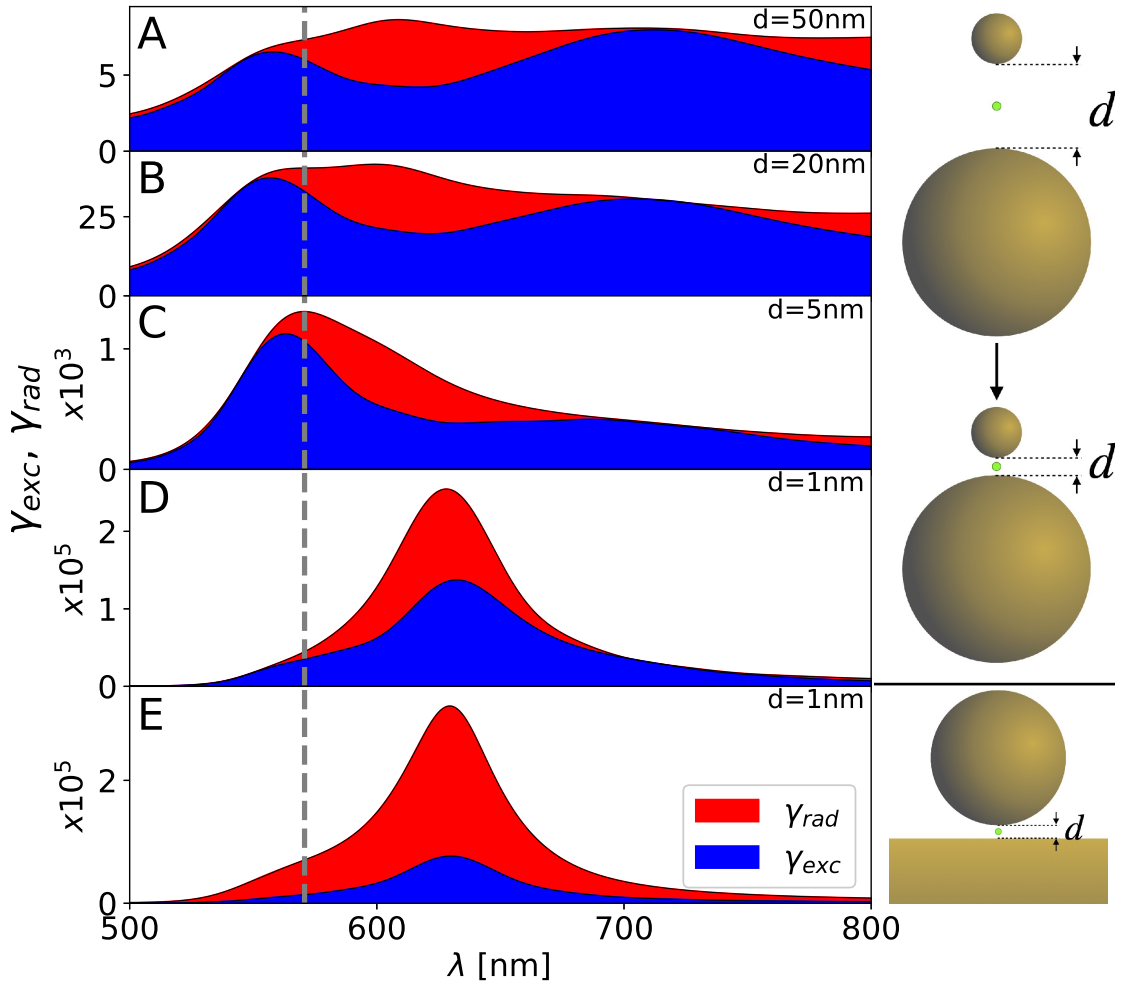 A
d=50nm
5
0
B
d=20nm
25
0
C
d=5nm
1
0
x10³
D
d=1nm
2
1
0
x10⁵
E
d=1nm
2
0
x10⁵
γexc, γrad
γrad
γexc
500
600
700
800
λ [nm]
d
d
d